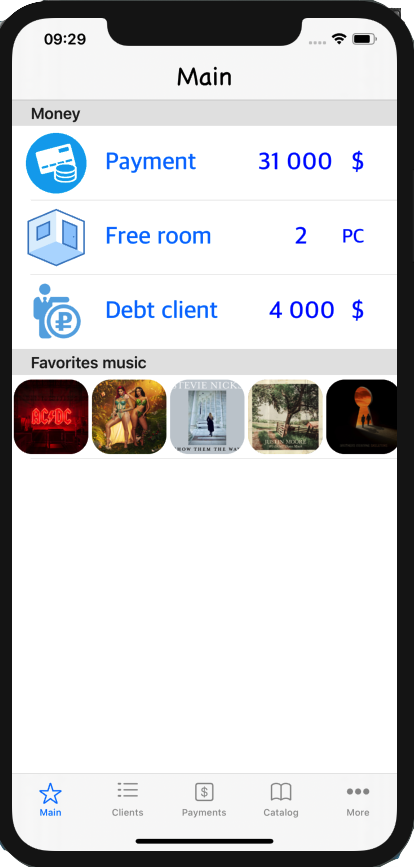 09:29
Main
Money
Payment 31 000 $
Free room 2 PC
Debt client 4 000 $
Favorites music
AC/DC
STEVIE NICKS
SHOW THEM THE WAY
JUSTIN MOORE
Main Clients Payments Catalog More